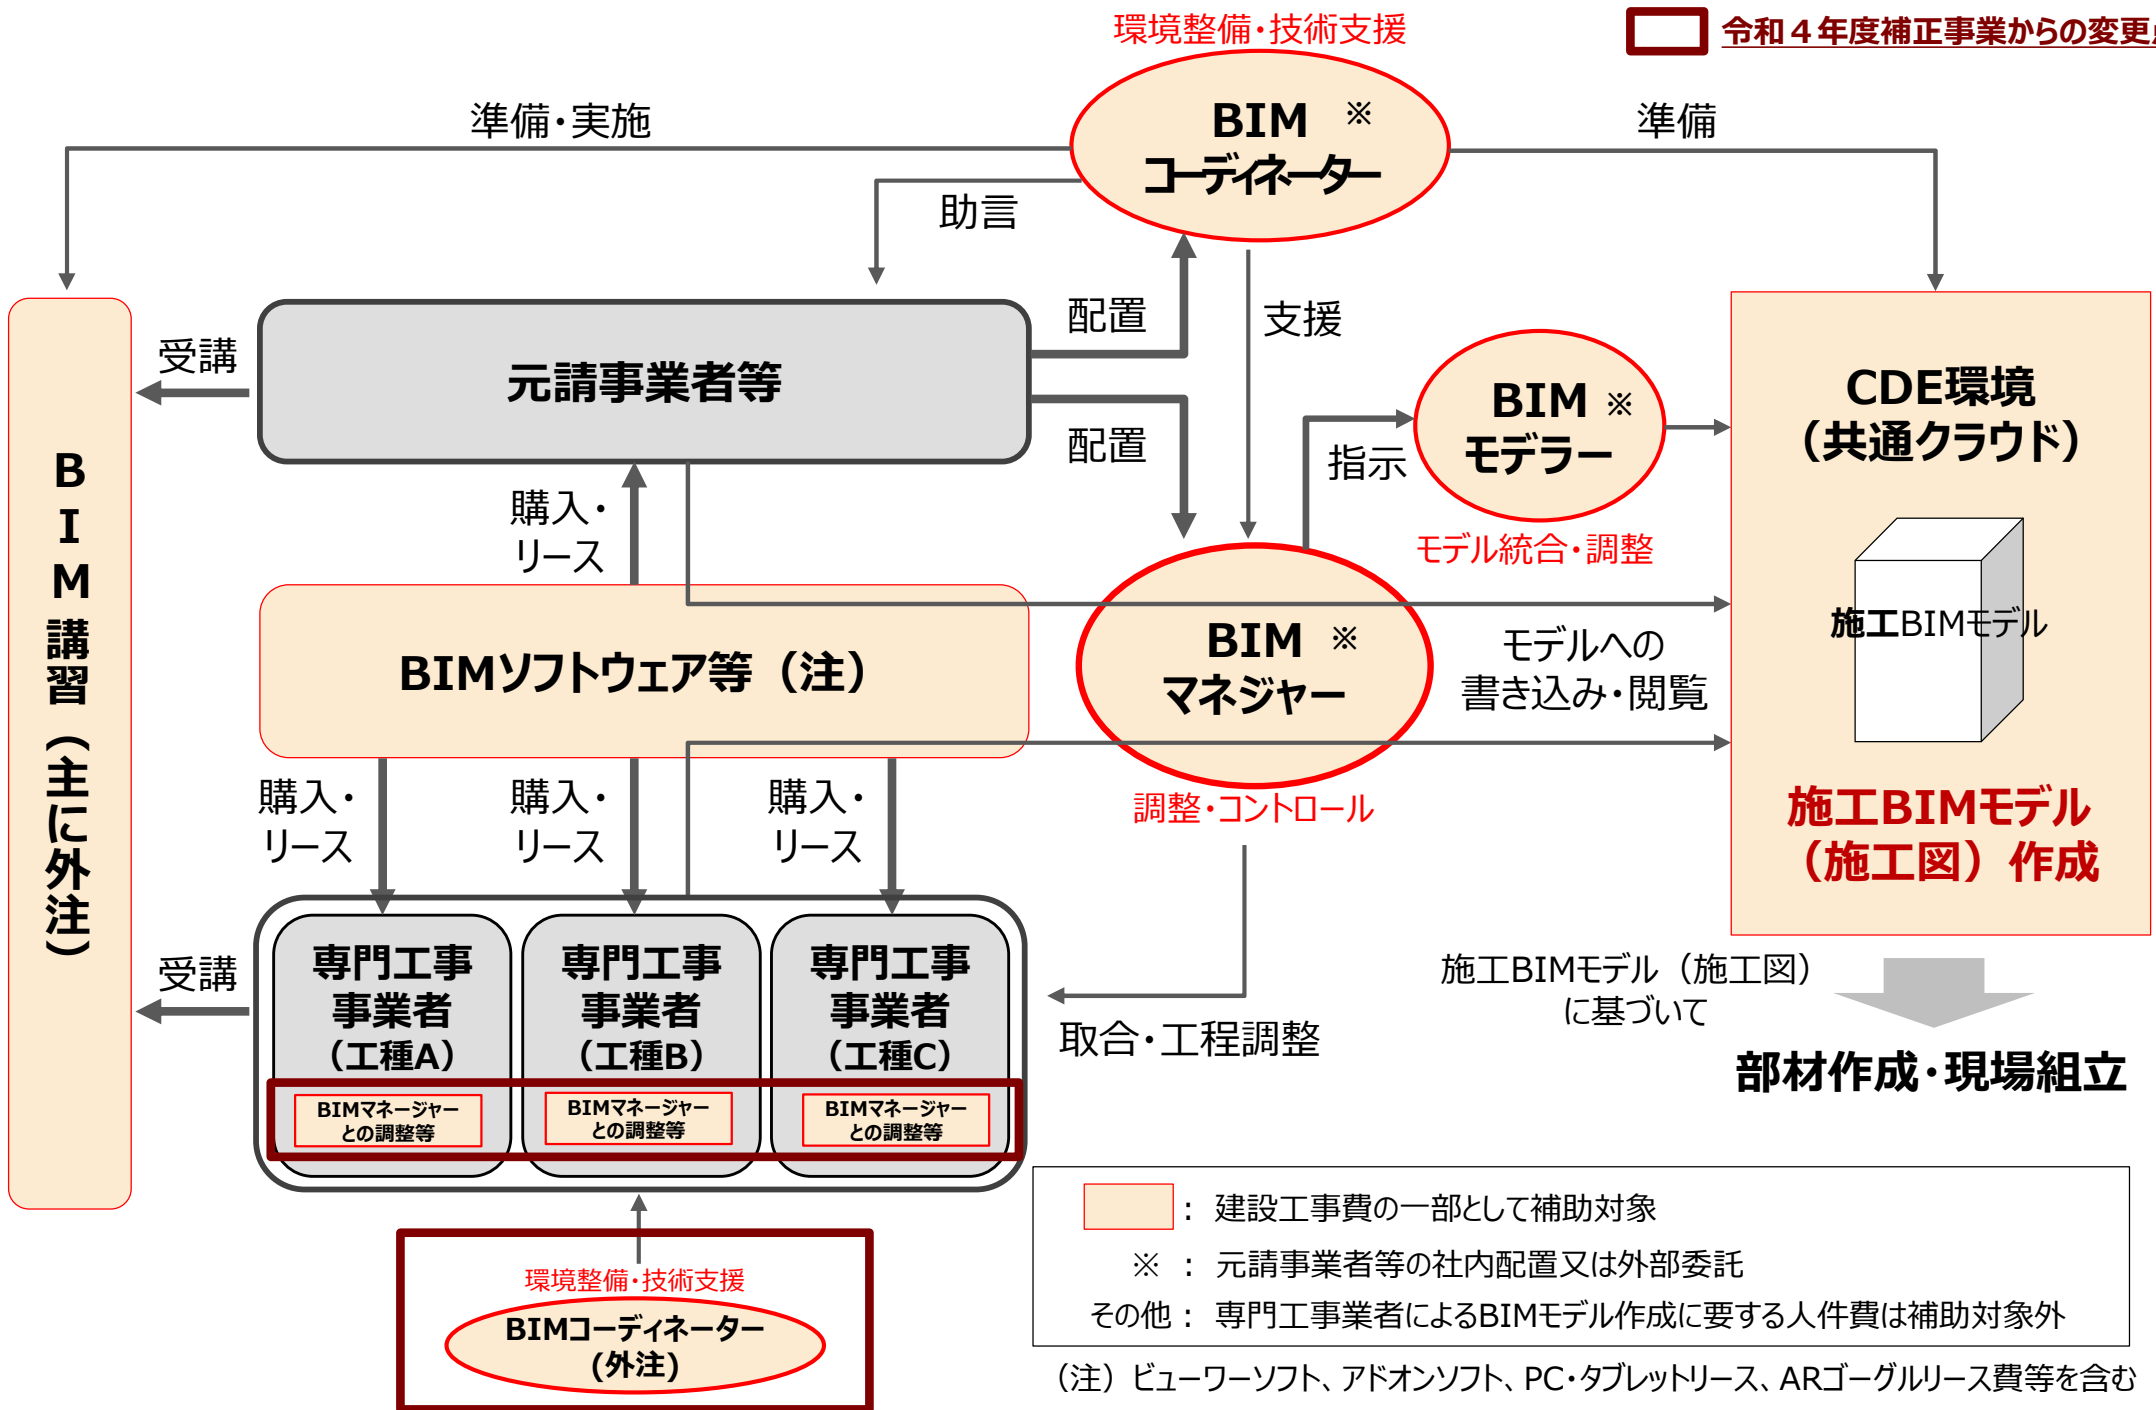 環境整備・技術支援
令和４年度補正事業からの変更
BIM ※
コーディネーター
準備・実施
準備
助言
配置
支援
受講
元請事業者等
配置
指示
BIM ※
モデラー
モデル統合・調整
CDE環境
（共通クラウド）
施工BIMモデル
施工BIMモデル
（施工図）作成
BIM講習（主に外注）
購入・
リース
BIMソフトウェア等（注）
BIM ※
マネジャー
調整・コントロール
モデルへの
書き込み・閲覧
購入・
リース
購入・
リース
購入・
リース
受講
専門工事
事業者
（工種A）
BIMマネージャー
との調整等
専門工事
事業者
（工種B）
BIMマネージャー
との調整等
専門工事
事業者
（工種C）
BIMマネージャー
との調整等
取合・工程調整
施工BIMモデル（施工図）
に基づいて
部材作成・現場組立
環境整備・技術支援
BIMコーディネーター
(外注)
： 建設工事費の一部として補助対象
※ ： 元請事業者等の社内配置又は外部委託
その他： 専門工事業者によるBIMモデル作成に要する人件費は補助対象外
（注）ビューワーソフト、アドオンソフト、PC・タブレットリース、ARゴーグルリース費等を含む